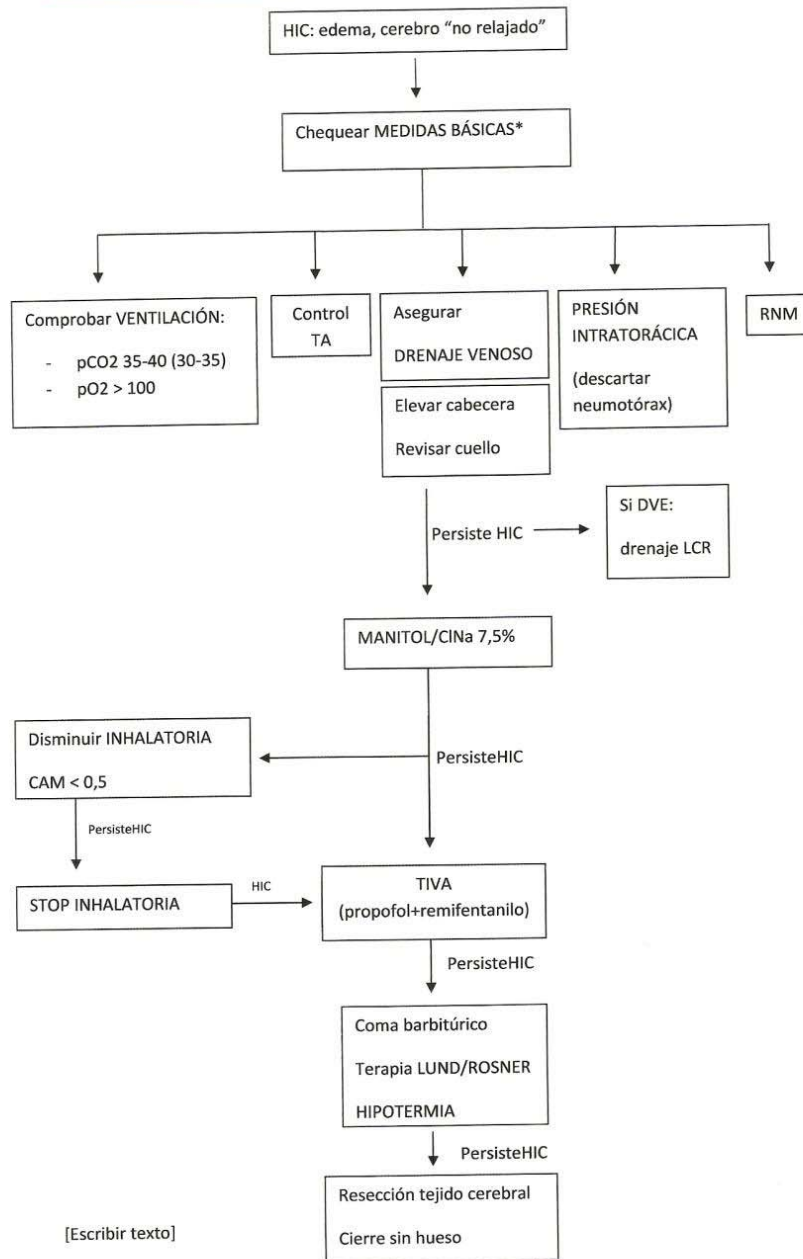 HIC: edema, cerebro “no relajado”
Chequear MEDIDAS BÁSICAS*
Comprobar VENTILACIÓN:
- pCO2 35-40 (30-35)
- pO2 > 100
Control
TA
Asegurar
DRENAJE VENOSO
Elevar cabecera
Revisar cuello
PRESIÓN
INTRATORÁCICA
(descartar
neumotórax)
RNM
Persiste HIC
Si DVE:
drenaje LCR
MANITOL/ClNa 7,5%
Disminuir INHALATORIA
CAM < 0,5
PersisteHIC
PersisteHIC
STOP INHALATORIA
HIC
TIVA
(propofol+remifentanilo)
PersisteHIC
Coma barbitúrico
Terapia LUND/ROSNER
HIPOTERMIA
PersisteHIC
Resección tejido cerebral
Cierre sin hueso
[Escribir texto]